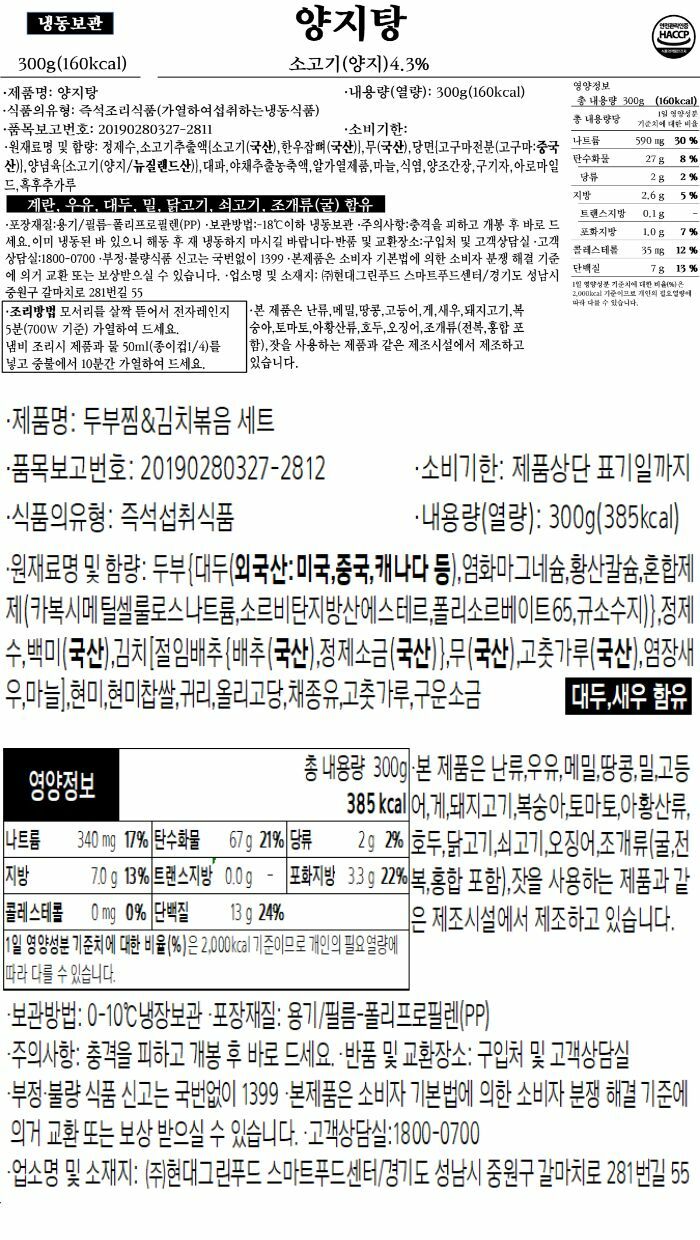 냉동보관
양지탕
안전관리인증
HACCP
식품의약품안전처
300g(160kcal)
소고기(양지)4.3%
·제품명: 양지탕 ·내용량(열량): 300g(160kcal)
·식품의유형: 즉석조리식품(가열하여섭취하는냉동식품)
·품목보고번호: 20190280327-2811 ·소비기한:
·원재료명 및 함량: 정제수,소고기추출액[소고기(국산),한우잡뼈(국산)],무(국산),당면[고구마전분(고구마:중국
산)],양념육{소고기(양지/뉴질랜드산)],대파,야채추출농축액,알가열제품,마늘,식염,양조간장,구기자,아로마일
드,흑후추가루
계란, 우유, 대두, 밀, 닭고기, 쇠고기, 조개류(굴) 함유
·포장재질:용기/필름-폴리프로필렌(PP) ·보관방법:-18℃이하 냉동보관 ·주의사항:충격을 피하고 개봉 후 바로 드
세요.이미 냉동된 바 있으니 해동 후 재 냉동하지 마시길 바랍니다·반품 및 교환장소:구입처 및 고객상담실 ·고객
상담실:1800-0700 ·부정·불량식품 신고는 국번없이 1399 ·본제품은 소비자 기본법에 의한 소비자 분쟁 해결 기준
에 의거 교환 또는 보상받으실 수 있습니다. ·업소명 및 소재지: ㈜현대그린푸드 스마트푸드센터/경기도 성남시
중원구 갈마치로 281번길 55
·조리방법 모서리를 살짝 뜯어서 전자레인지
5분(700W 기준) 가열하여 드세요.
냄비 조리시 제품과 물 50ml(종이컵1/4)를
넣고 중불에서 10분간 가열하여 드세요.
·본 제품은 난류,메밀,땅콩,고등어,게,새우,돼지고기,복
숭아,토마토,아황산류,호두,오징어,조개류(전복,홍합 포
함),잣을 사용하는 제품과 같은 제조시설에서 제조하고
있습니다.
영양정보
총 내용량 300g (160kcal)
총 내용량당 1일 영양성분
기준치에 대한 비율
나트륨 590 mg 30 %
탄수화물 27 g 8 %
당류 2 g 2 %
지방 2.6 g 5 %
트랜스지방 0.1 g -
포화지방 1.0 g 7 %
콜레스테롤 35 mg 12 %
단백질 7 g 13 %
1일 영양성분 기준치에 대한 비율(%)은
2,000kcal 기준이므로 개인의 필요열량에
따라 다를 수 있습니다.
·제품명: 두부찜&김치볶음 세트
·품목보고번호: 20190280327-2812 ·소비기한: 제품상단 표기일까지
·식품의유형: 즉석섭취식품 ·내용량(열량): 300g(385kcal)
·원재료명 및 함량: 두부{대두(외국산:미국,중국,캐나다 등),염화마그네슘,황산칼슘,혼합제
제(카복시메틸셀룰로스나트륨,소르비탄지방산에스테르,폴리소르베이트65,규소수지)},정제
수,백미(국산),김치[절임배추{배추(국산),정제소금(국산)},무(국산),고춧가루(국산),염장새
우,마늘],현미,현미찹쌀,귀리,올리고당,채종유,고춧가루,구운소금
대두,새우 함유
영양정보
총 내용량 300g
385 kcal
나트륨 340 mg 17% 탄수화물 67 g 21% 당류 2 g 2%
지방 7.0 g 13% 트랜스지방 0.0 g - 포화지방 3.3 g 22%
콜레스테롤 0 mg 0% 단백질 13 g 24%
1일 영양성분 기준치에 대한 비율(%)은 2,000kcal 기준이므로 개인의 필요열량에
따라 다를 수 있습니다.
·본 제품은 난류,우유,메밀,땅콩,밀,고등
어,게,돼지고기,복숭아,토마토,아황산류,
호두,닭고기,쇠고기,오징어,조개류(굴,전
복,홍합 포함),잣을 사용하는 제품과 같
은 제조시설에서 제조하고 있습니다.
·보관방법: 0-10℃냉장보관 ·포장재질: 용기/필름-폴리프로필렌(PP)
·주의사항: 충격을 피하고 개봉 후 바로 드세요. ·반품 및 교환장소: 구입처 및 고객상담실
·부정·불량 식품 신고는 국번없이 1399 ·본제품은 소비자 기본법에 의한 소비자 분쟁 해결 기준에
의거 교환 또는 보상 받으실 수 있습니다. ·고객상담실:1800-0700
·업소명 및 소재지: ㈜현대그린푸드 스마트푸드센터/경기도 성남시 중원구 갈마치로 281번길 55